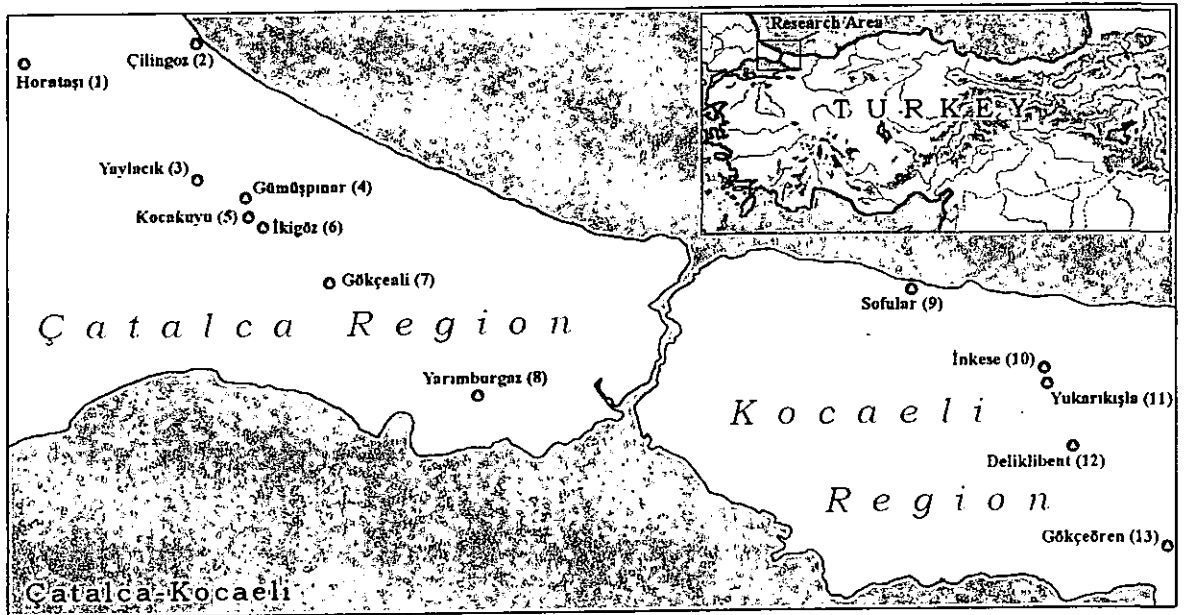 Research Area
TURKEY
Çilingoz (2)
Horataşı (1)
Yaylacık (3)
Gümüşpınar (4)
Kocakuyu (5)
İkigöz (6)
Gökçeali (7)
Çatalca Region
Yarımburgaz (8)
Sofular (9)
İnkese (10)
Yukarıkışla (11)
Kocaeli
Deliklibent (12)
Region
Gökçeören (13)
Çatalca-Kocaeli